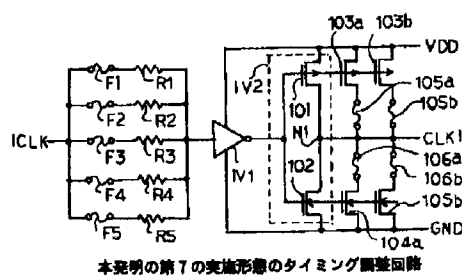 103a 103b
IV2
VDD
105a
F1 R1
101
105b
F2 R2
N1
ICLK
CLK1
F3 R3
IV1
106a
102
106b
F4 R4
105b
GND
F5 R5
104a
本発明の第7の実施形態のタイミング調整回路